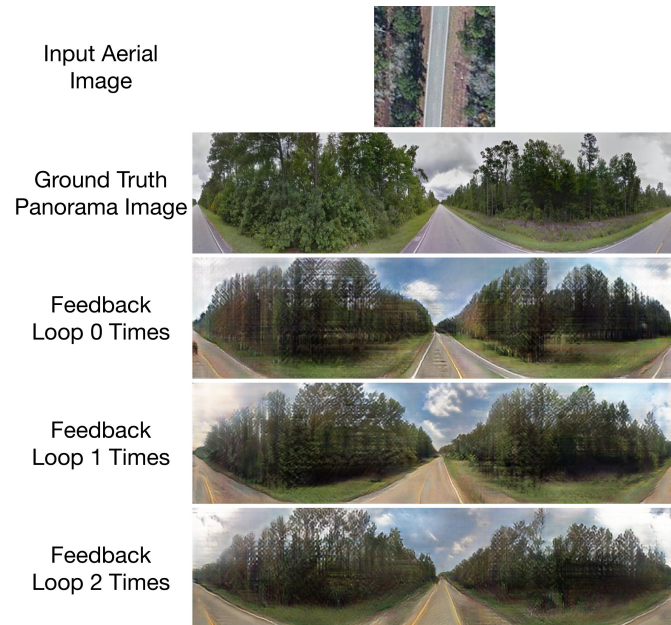 Input Aerial
Image
Ground Truth
Panorama Image
Feedback
Loop 0 Times
Feedback
Loop 1 Times
Feedback
Loop 2 Times